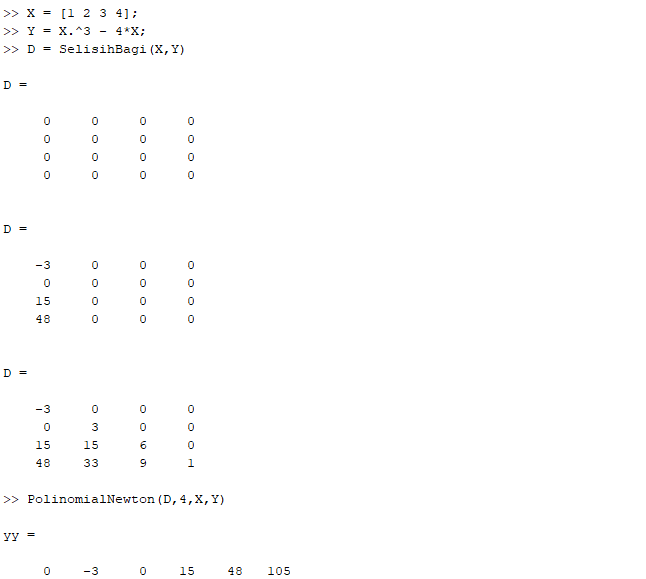 >> X = [1 2 3 4];
>> Y = X.^3 - 4*X;
>> D = SelisihBagi(X,Y)
D =
0 0 0 0
0 0 0 0
0 0 0 0
0 0 0 0
D =
-3 0 0 0
0 0 0 0
15 0 0 0
48 0 0 0
D =
-3 0 0 0
0 3 0 0
15 15 6 0
48 33 9 1
>> PolinomialNewton(D,4,X,Y)
yy =
0 -3 0 15 48 105